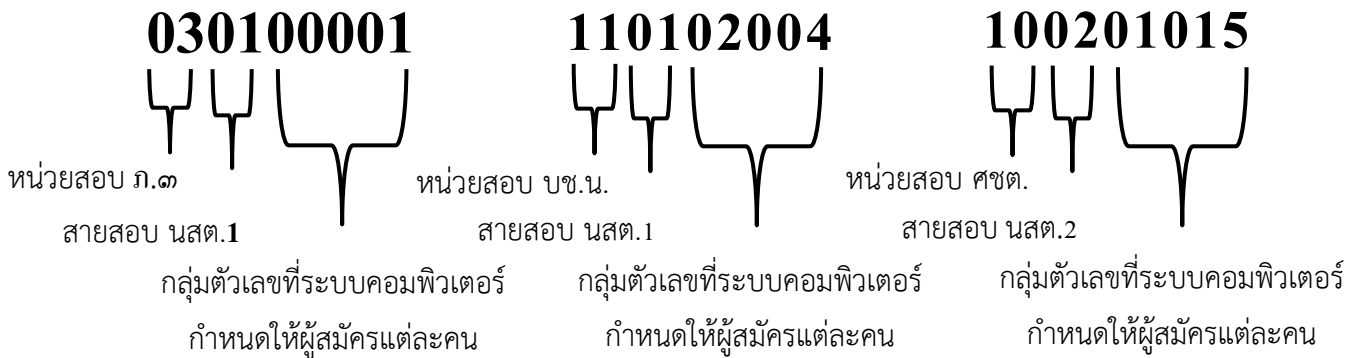 030100001 110102004 100201015
หน่วยสอบ ภ.๓ หน่วยสอบ บช.น. หน่วยสอบ ศชต.
สายสอบ นสต.1 สายสอบ นสต.1 สายสอบ นสต.2
กลุ่มตัวเลขที่ระบบคอมพิวเตอร์ กลุ่มตัวเลขที่ระบบคอมพิวเตอร์ กลุ่มตัวเลขที่ระบบคอมพิวเตอร์
กำหนดให้ผู้สมัครแต่ละคน กำหนดให้ผู้สมัครแต่ละคน กำหนดให้ผู้สมัครแต่ละคน